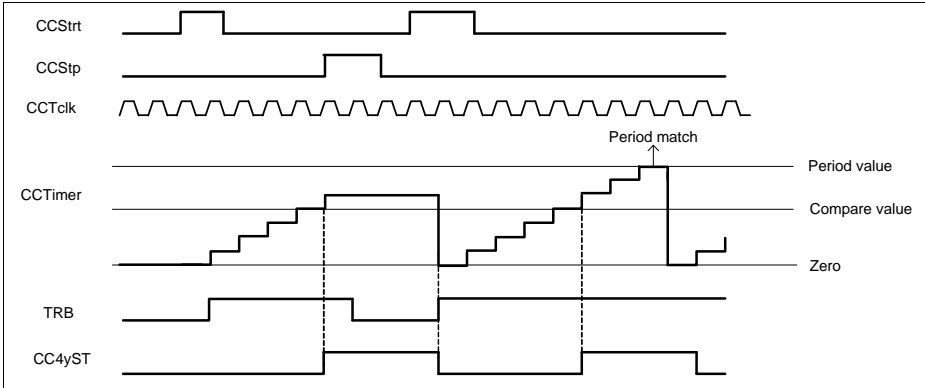 CCStrt
CCStp
CCTclk
Period match
Period value
CCTimer
Compare value
Zero
TRB
CC4yST